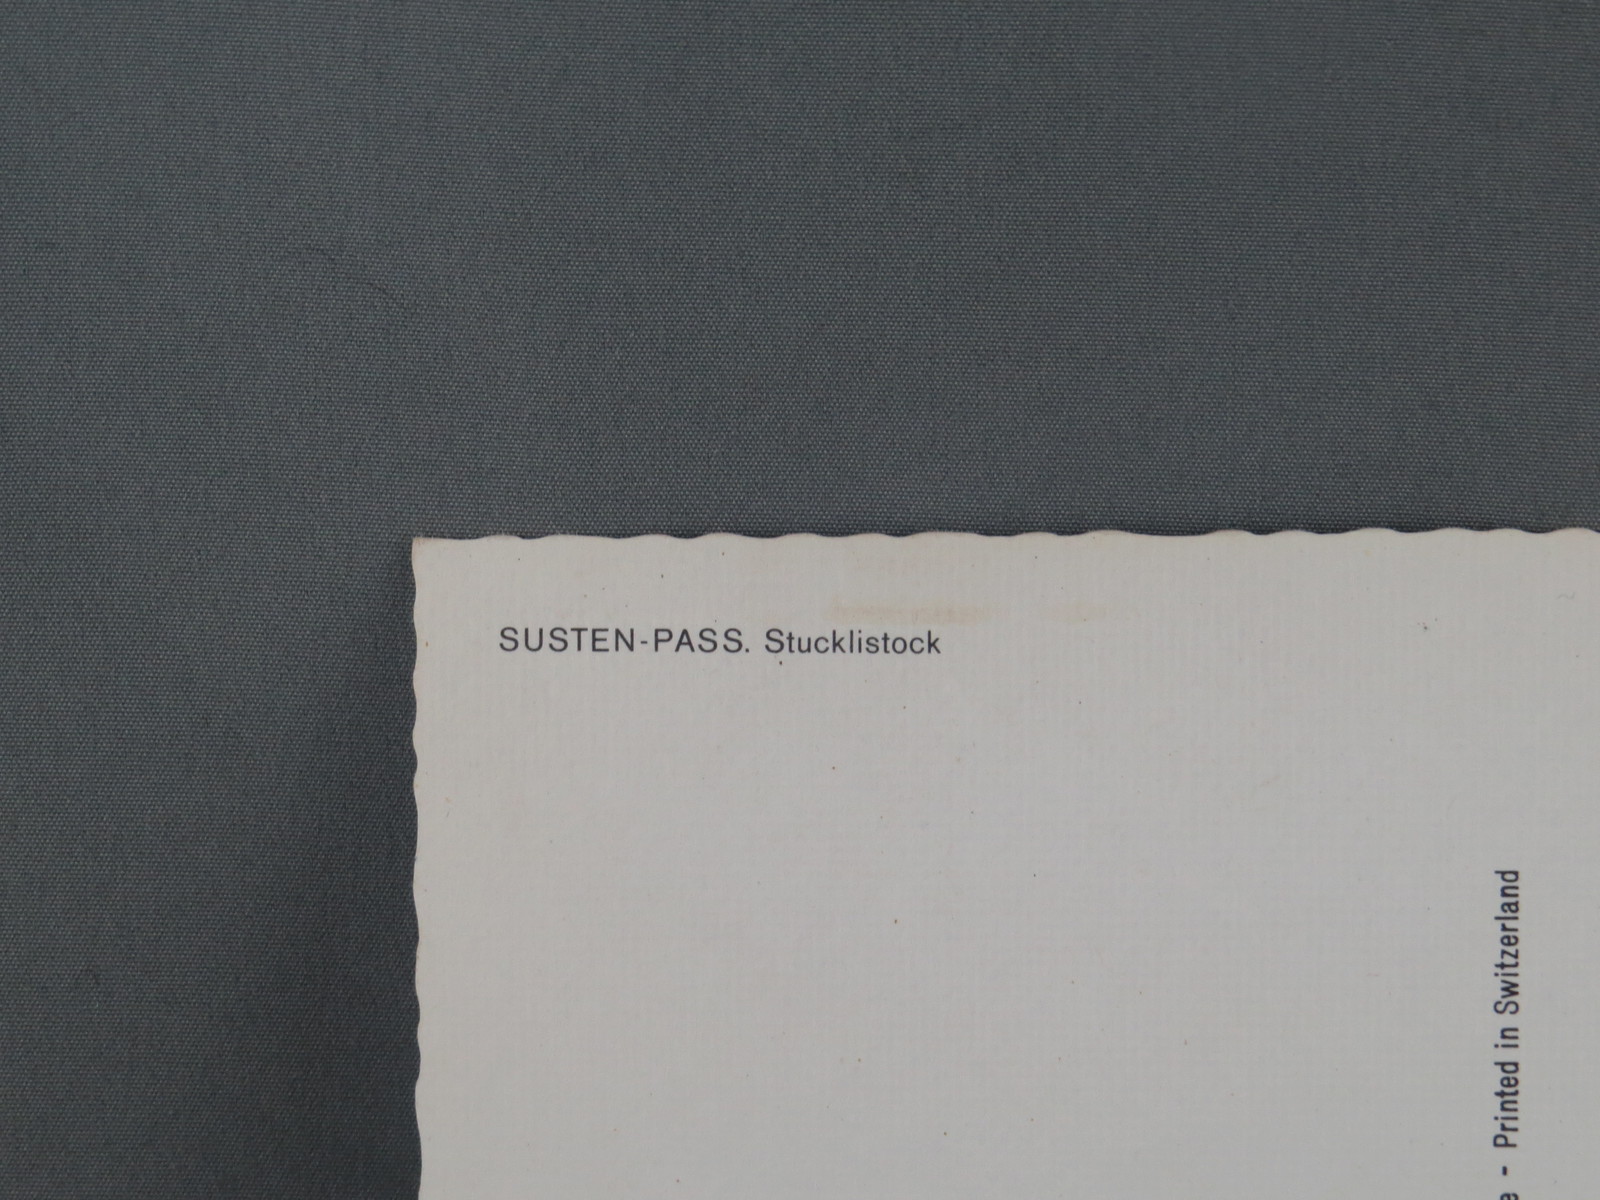 SUSTEN-PASS. Stucklistock
- Printed in Switzerland